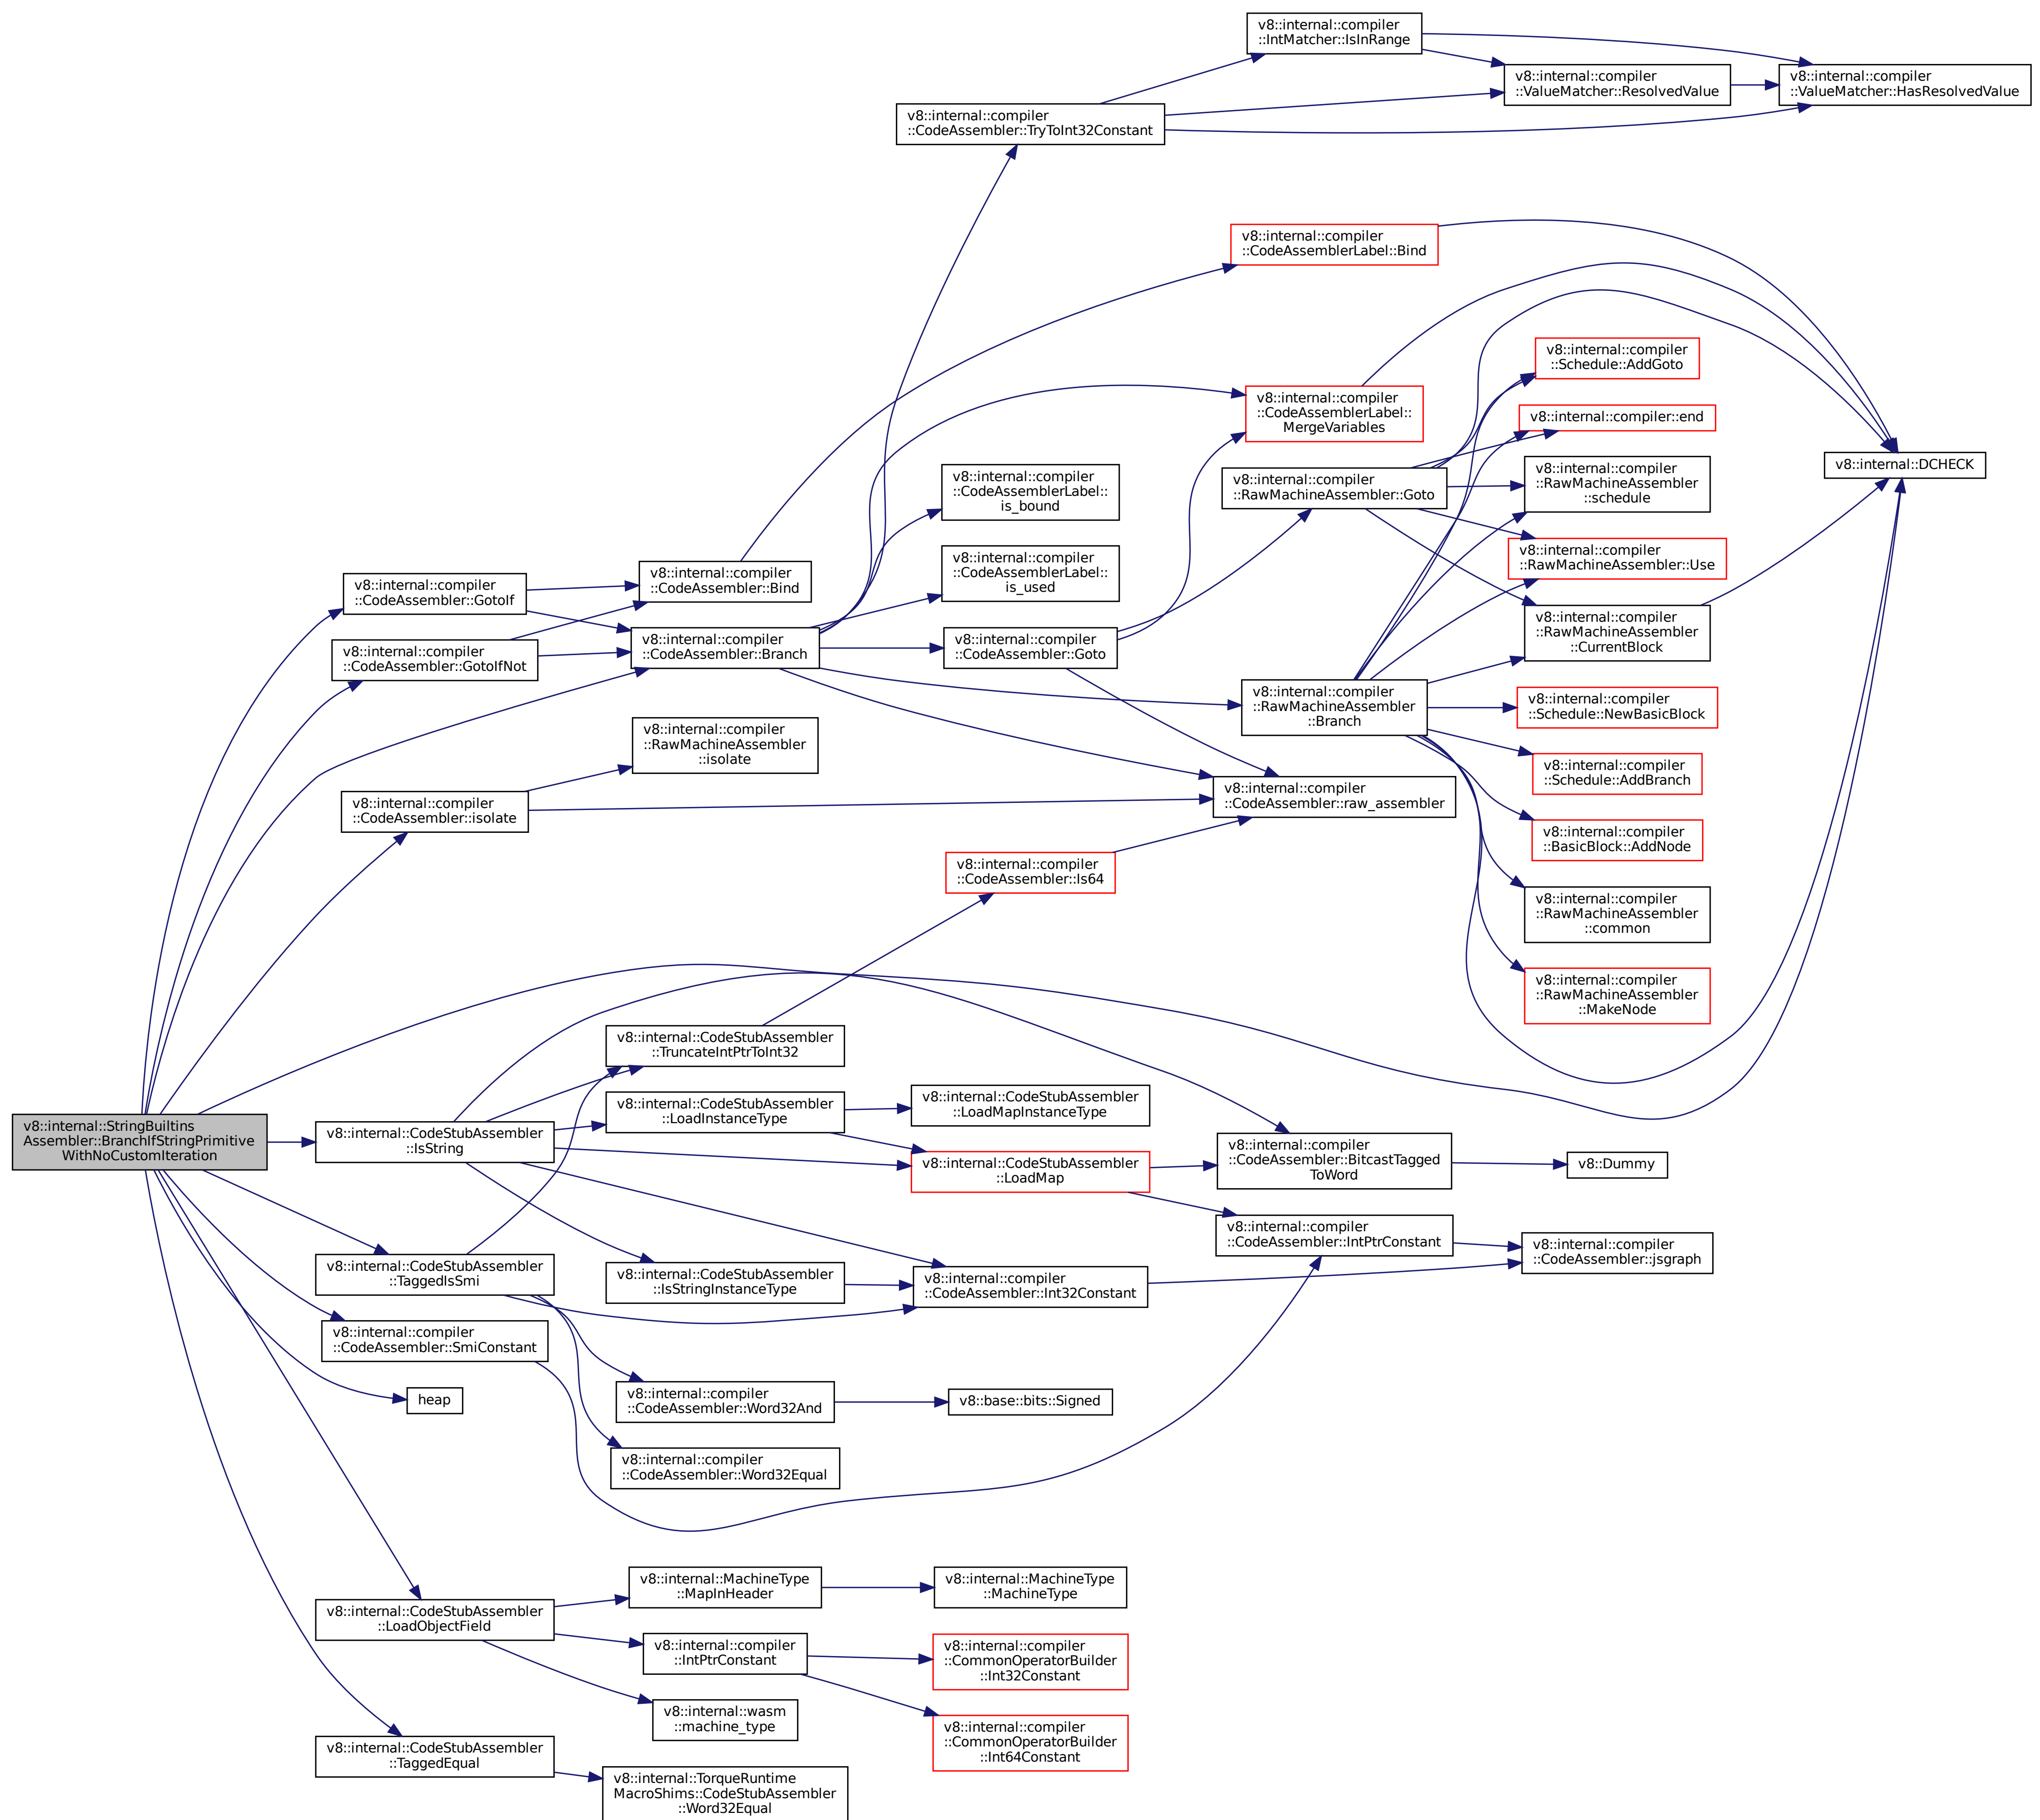 v8::internal::compiler
::IntMatcher::IsInRange
v8::internal::compiler
::ValueMatcher::ResolvedValue
v8::internal::compiler
::ValueMatcher::HasResolvedValue
v8::internal::compiler
::CodeAssembler::TryToInt32Constant
v8::internal::compiler
::CodeAssemblerLabel::Bind
v8::internal::compiler
::Schedule::AddGoto
v8::internal::compiler
::CodeAssemblerLabel::
MergeVariables
v8::internal::compiler::end
v8::internal::DCHECK
v8::internal::compiler
::CodeAssemblerLabel::
is_bound
v8::internal::compiler
::RawMachineAssembler::Goto
v8::internal::compiler
::RawMachineAssembler
::schedule
v8::internal::compiler
::RawMachineAssembler::Use
v8::internal::compiler
::CodeAssemblerLabel::
is_used
v8::internal::compiler
::CodeAssembler::GotoIf
v8::internal::compiler
::CodeAssembler::Bind
v8::internal::compiler
::RawMachineAssembler
::CurrentBlock
v8::internal::compiler
::CodeAssembler::GotoIfNot
v8::internal::compiler
::CodeAssembler::Branch
v8::internal::compiler
::CodeAssembler::Goto
v8::internal::compiler
::RawMachineAssembler
::Branch
v8::internal::compiler
::Schedule::NewBasicBlock
v8::internal::compiler
::RawMachineAssembler
::isolate
v8::internal::compiler
::Schedule::AddBranch
v8::internal::compiler
::CodeAssembler::isolate
v8::internal::compiler
::CodeAssembler::raw_assembler
v8::internal::compiler
::BasicBlock::AddNode
v8::internal::compiler
::CodeAssembler::Is64
v8::internal::compiler
::RawMachineAssembler
::common
v8::internal::compiler
::RawMachineAssembler
::MakeNode
v8::internal::CodeStubAssembler
::TruncateIntPtrToInt32
v8::internal::StringBuiltins
Assembler::BranchIfStringPrimitive
WithNoCustomIteration
v8::internal::CodeStubAssembler
::IsString
v8::internal::CodeStubAssembler
::LoadInstanceType
v8::internal::CodeStubAssembler
::LoadMapInstanceType
v8::internal::CodeStubAssembler
::LoadMap
v8::internal::compiler
::CodeAssembler::BitcastTagged
ToWord
v8::Dummy
v8::internal::compiler
::CodeAssembler::IntPtrConstant
v8::internal::compiler
::CodeAssembler::jsgraph
v8::internal::CodeStubAssembler
::TaggedIsSmi
v8::internal::CodeStubAssembler
::IsStringInstanceType
v8::internal::compiler
::CodeAssembler::Int32Constant
v8::internal::compiler
::CodeAssembler::SmiConstant
heap
v8::internal::compiler
::CodeAssembler::Word32And
v8::base::bits::Signed
v8::internal::compiler
::CodeAssembler::Word32Equal
v8::internal::MachineType
::MapInHeader
v8::internal::MachineType
::MachineType
v8::internal::CodeStubAssembler
::LoadObjectField
v8::internal::compiler
::IntPtrConstant
v8::internal::compiler
::CommonOperatorBuilder
::Int32Constant
v8::internal::wasm
::machine_type
v8::internal::compiler
::CommonOperatorBuilder
::Int64Constant
v8::internal::CodeStubAssembler
::TaggedEqual
v8::internal::TorqueRuntime
MacroShims::CodeStubAssembler
::Word32Equal